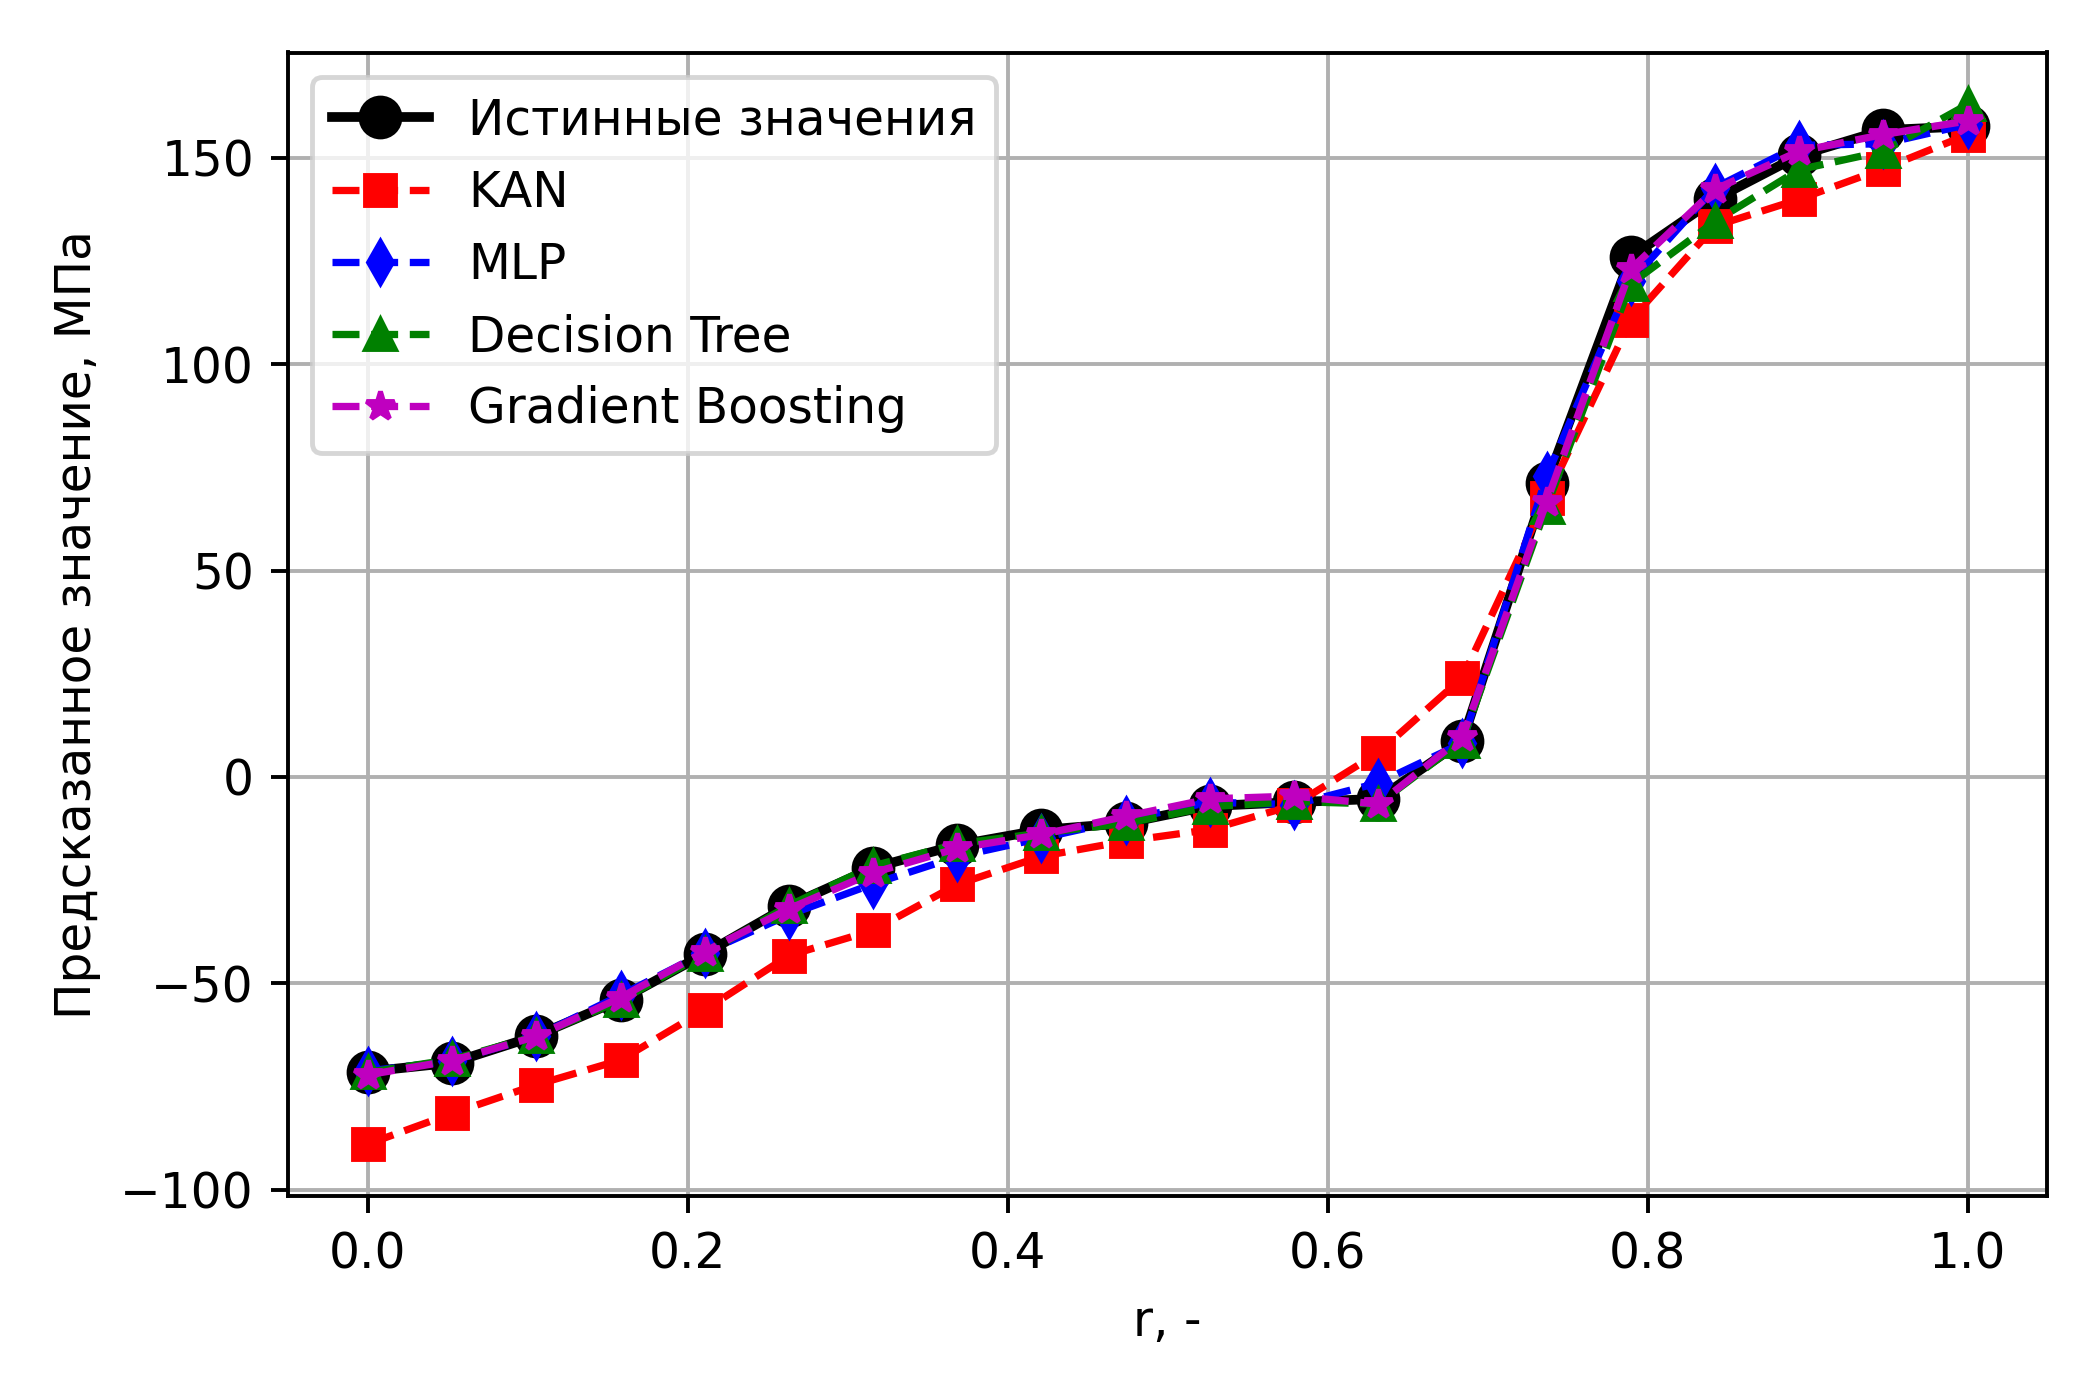 Истинные значения
KAN
MLP
Decision Tree
Gradient Boosting
Предсказанное значение, МПа
150
100
50
0
−50
−100
0.0 0.2 0.4 0.6 0.8 1.0
r, -